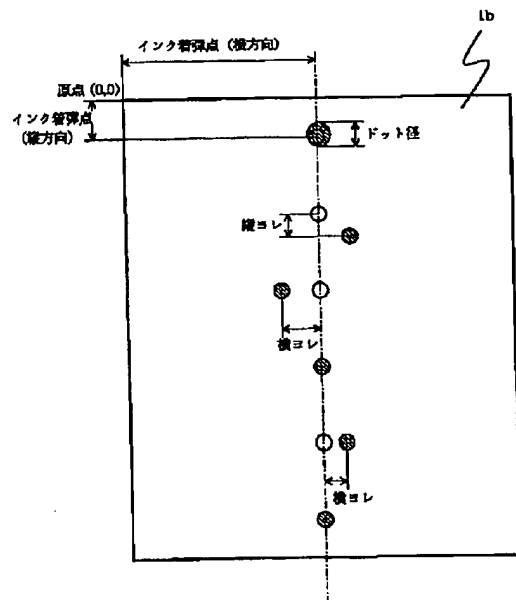 1b
インク着弾点 (横方向)
原点 (0,0)
インク着弾点
(縦方向)
ドット径
縦ヨレ
横ヨレ
横ヨレ